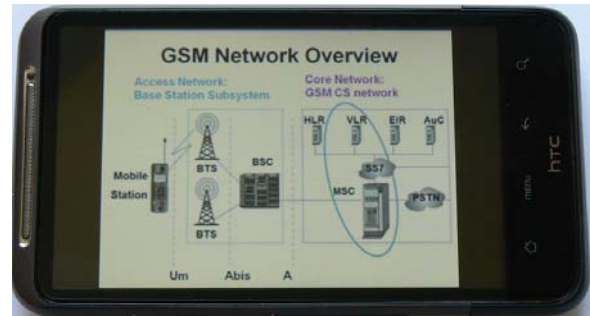 GSM Network Overview
Access Network:
Base Station Subsystem
Core Network:
GSM CS network
HLR
VLR
EIR
AuC
BTS
BSC
SS7
Mobile
Station
MSC
PSTN
BTS
Um
Abis
A
hTC
menu